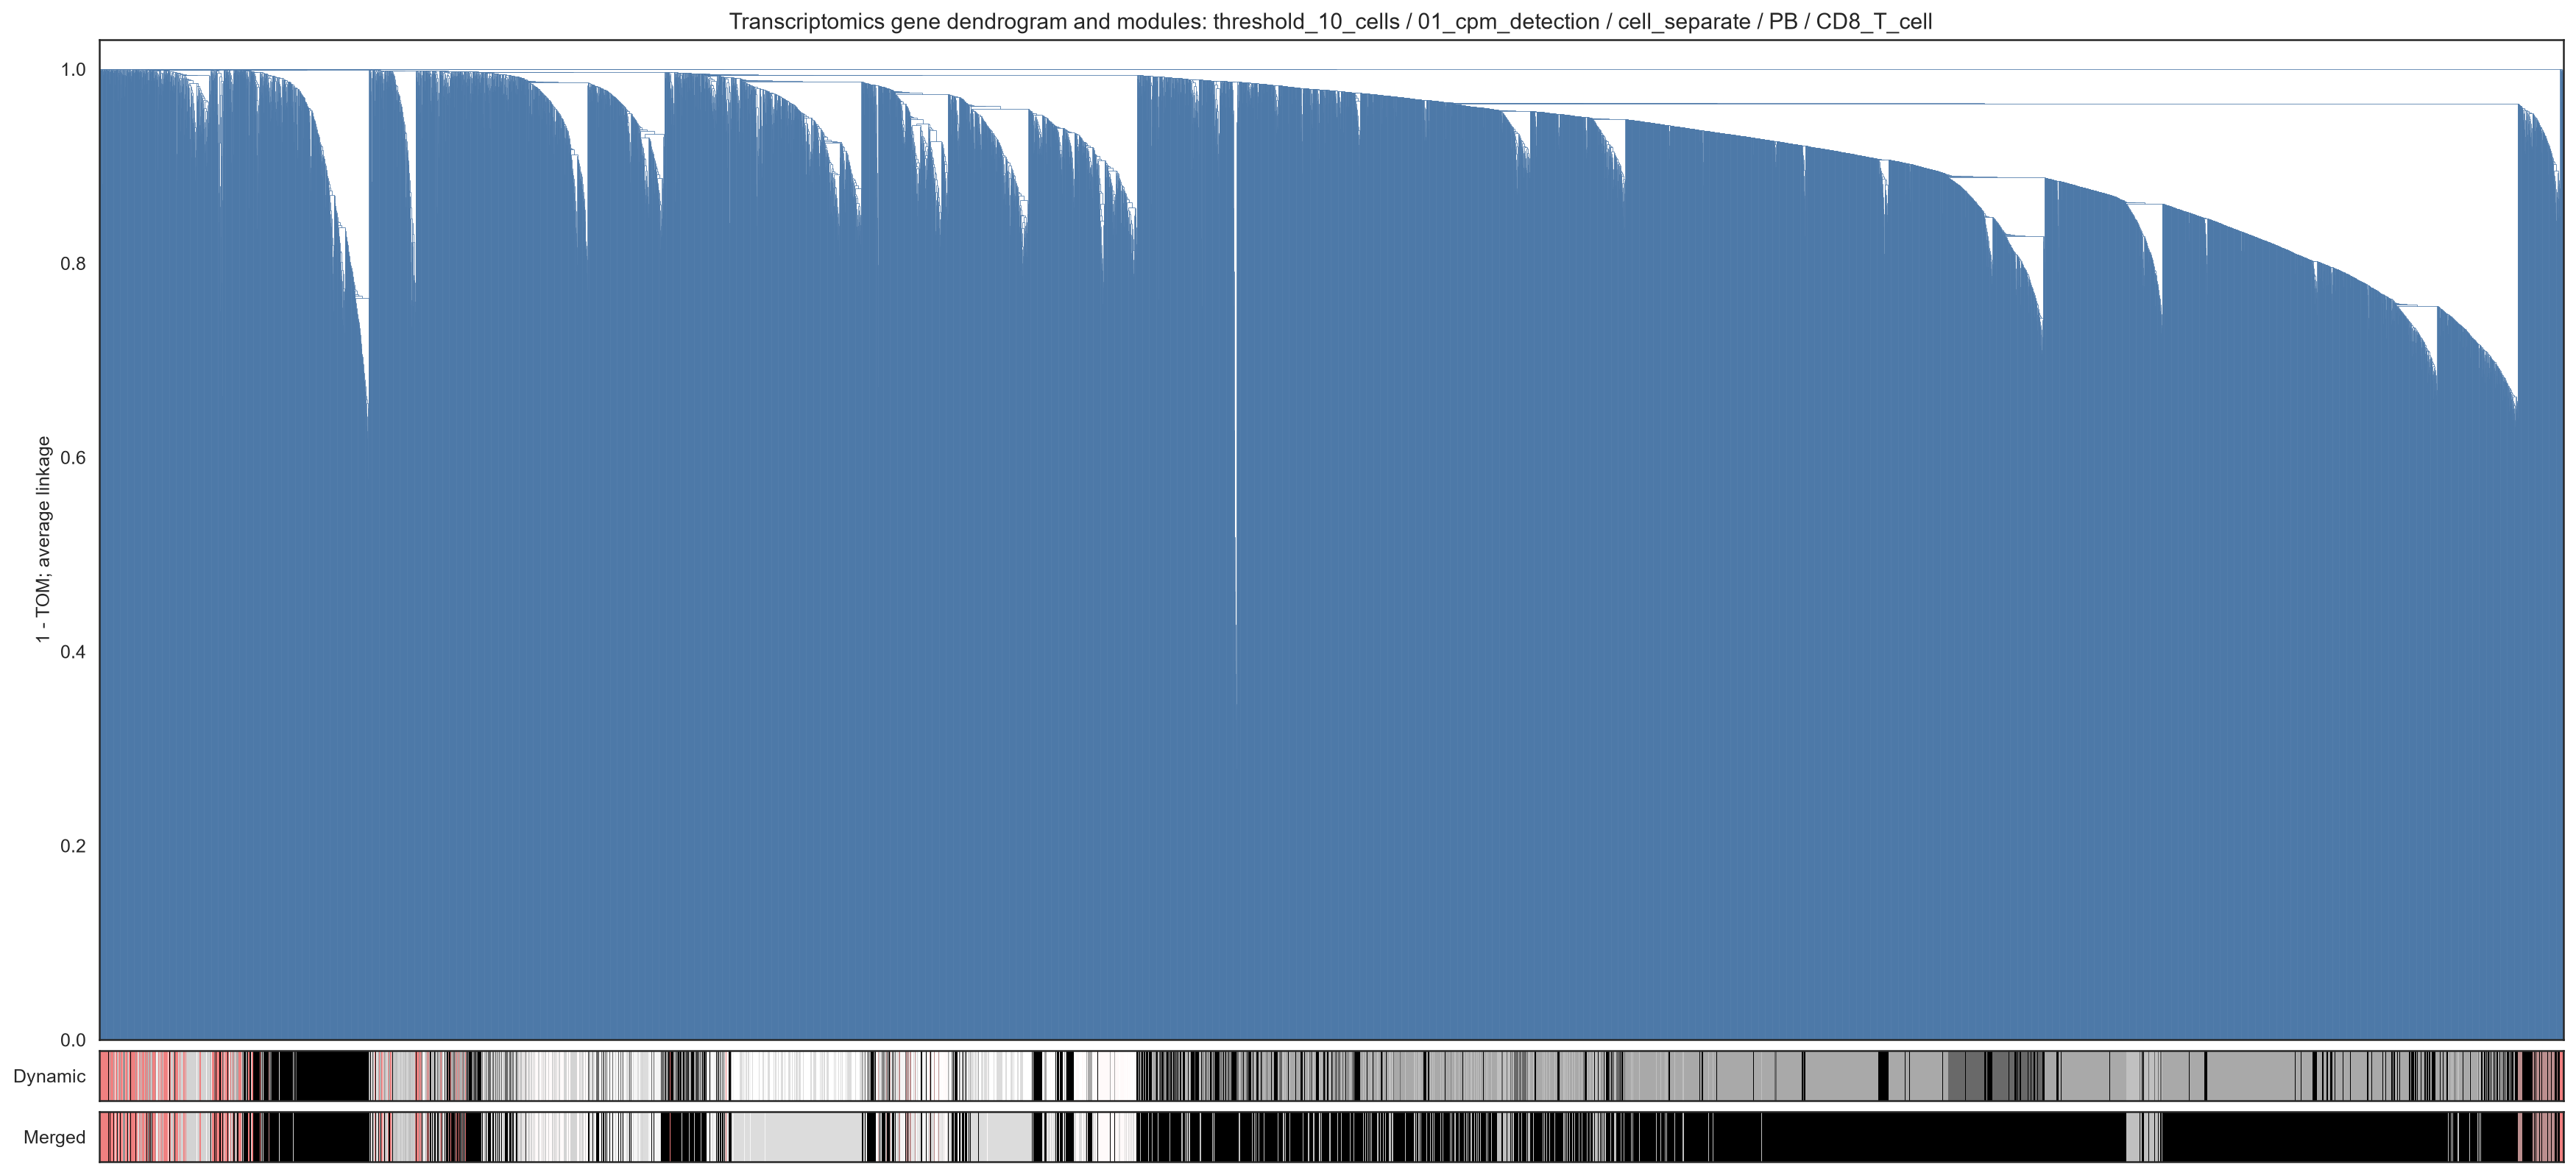 Transcriptomics gene dendrogram and modules: threshold_10_cells / 01_cpm_detection / cell_separate / PB / CD8_T_cell
1.0
0.8
0.6
0.4
0.2
0.0
1 - TOM; average linkage
Dynamic
Merged